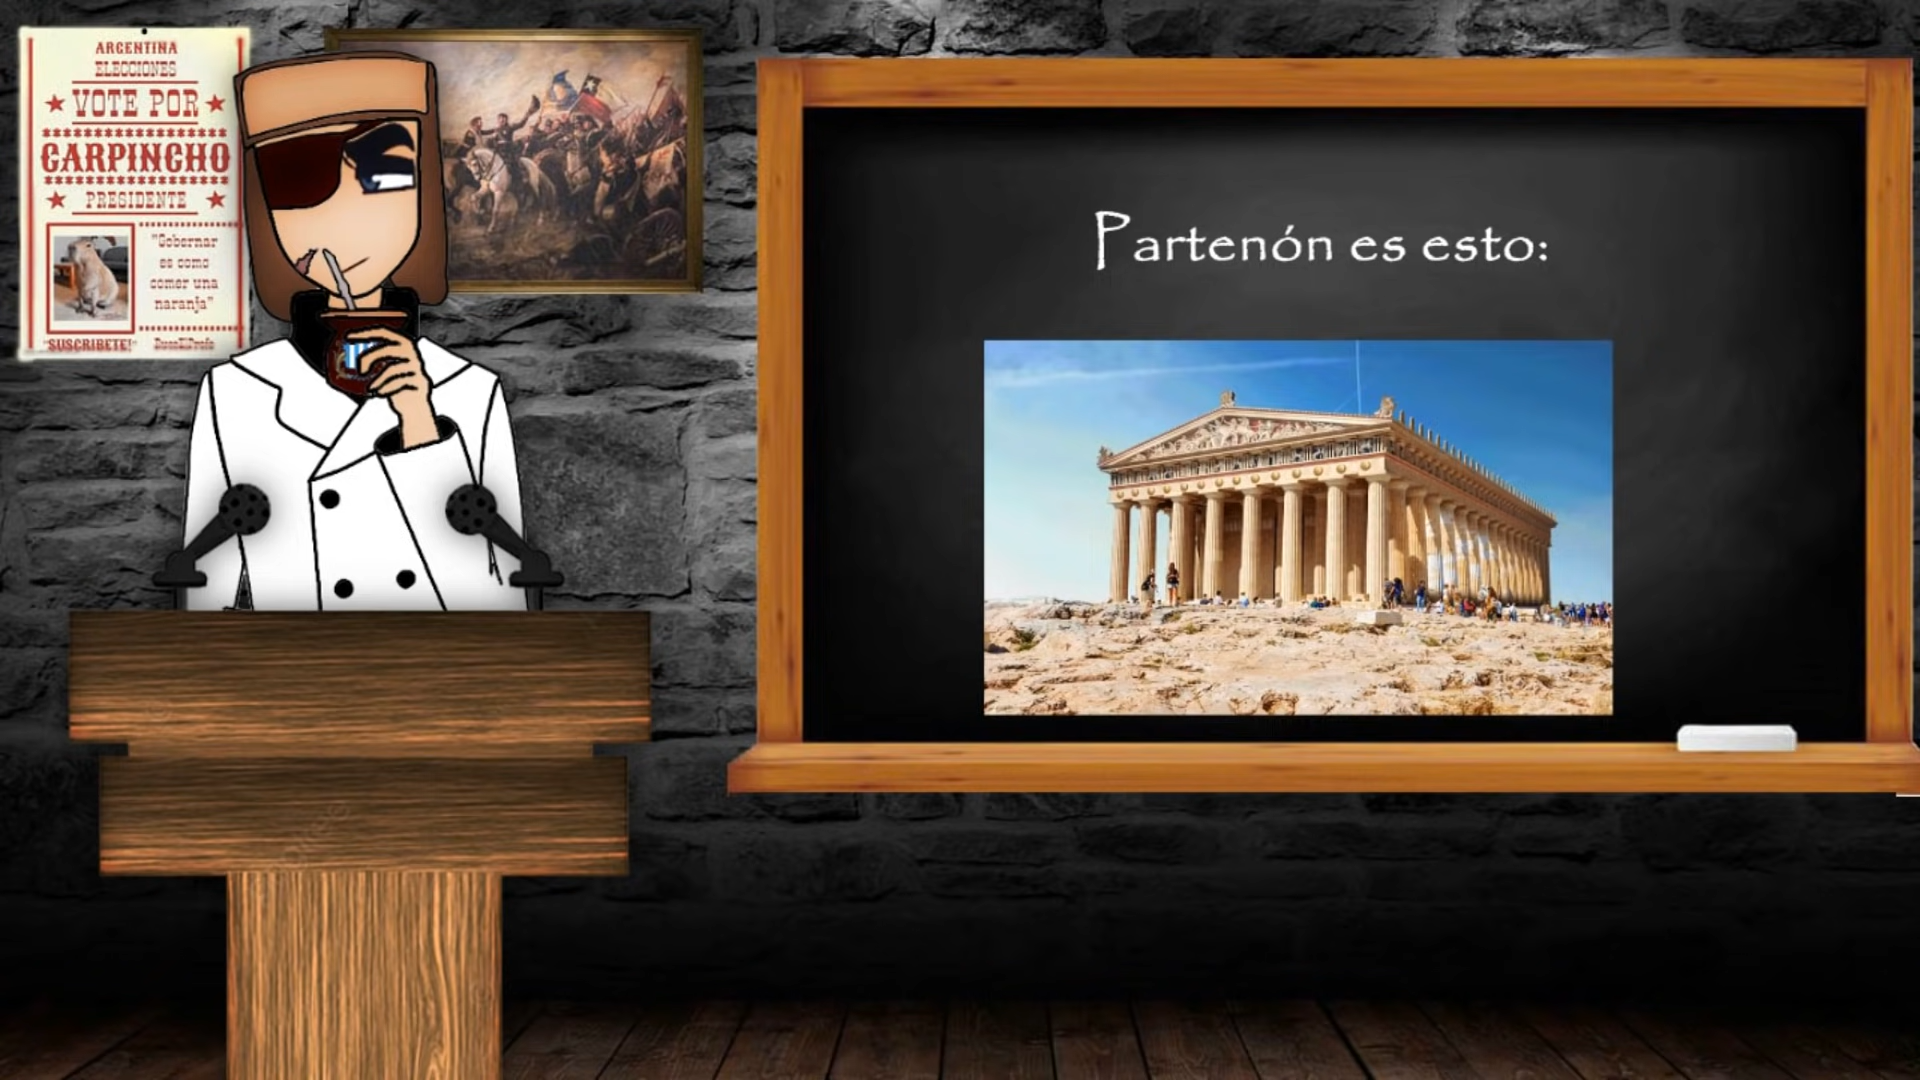 ARGENTINA
ELECCIONES
VOTE POR
CARPINCHO
PRESIDENTE
"Gobernar
es como
comer una
naranja"
"SUSCRIBETE!"
Partenón es esto: